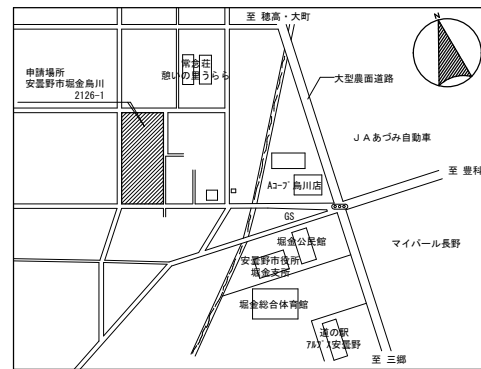 至 穂高・大町
N
申請場所
安曇野市堀金烏川
2126-1
常念荘
憩いの里うらら
大型農面道路
ＪＡあづみ自動車
至 豊科
Aコープ烏川店
GS
堀金公民館
マイパール長野
安曇野市役所
堀金支所
堀金総合体育館
道の駅
ｱﾙﾌﾟｽ安曇野
至 三郷